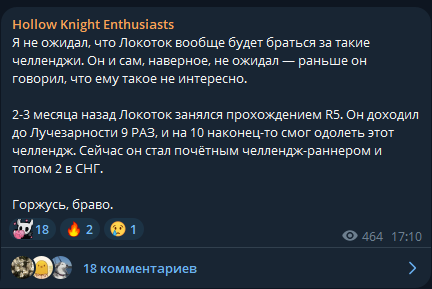 Hollow Knight Enthusiasts
Я не ожидал, что Локоток вообще будет браться за такие
челленджи. Он и сам, наверное, не ожидал — раньше он
говорил, что ему такое не интересно.
2-3 месяца назад Локоток занялся прохождением R5. Он доходил
до Лучезарности 9 РАЗ, и на 10 наконец-то смог одолеть этот
челлендж. Сейчас он стал почётным челлендж-раннером и
топом 2 в СНГ.
Горжусь, браво.
18 2 1
464 17:10
18 комментариев